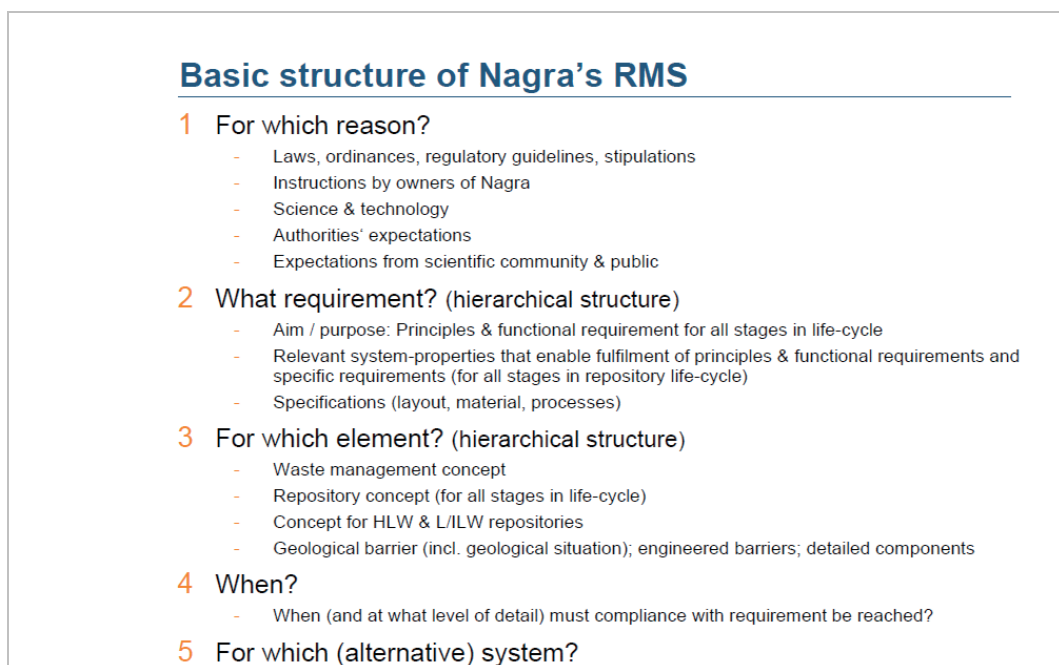 Basic structure of Nagra's RMS
1 For which reason?
- Laws, ordinances, regulatory guidelines, stipulations
- Instructions by owners of Nagra
- Science & technology
- Authorities‘ expectations
- Expectations from scientific community & public
2 What requirement? (hierarchical structure)
- Aim / purpose: Principles & functional requirement for all stages in life-cycle
- Relevant system-properties that enable fulfilment of principles & functional requirements and
specific requirements (for all stages in repository life-cycle)
- Specifications (layout, material, processes)
3 For which element? (hierarchical structure)
- Waste management concept
- Repository concept (for all stages in life-cycle)
- Concept for HLW & L/ILW repositories
- Geological barrier (incl. geological situation); engineered barriers; detailed components
4 When?
- When (and at what level of detail) must compliance with requirement be reached?
5 For which (alternative) system?